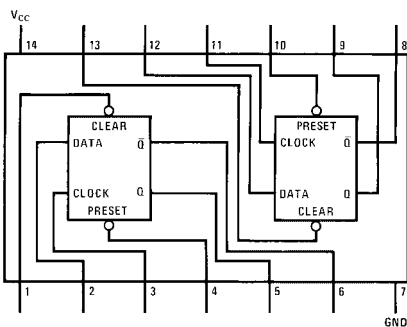 VCC
14 13 12 11 10 9 8
CLEAR PRESET
DATA Q̅ CLOCK Q̅
CLOCK Q DATA Q
PRESET CLEAR
1 2 3 4 5 6 7
GND